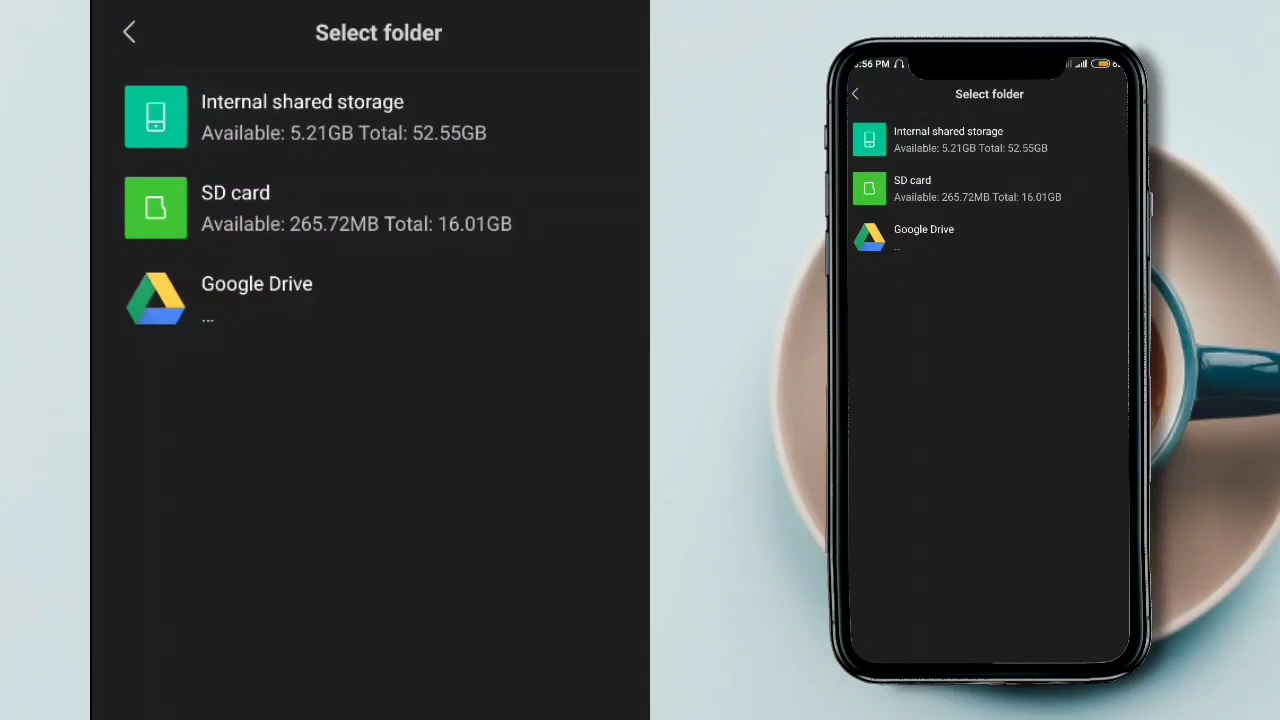 Select folder
Internal shared storage
Available: 5.21GB Total: 52.55GB
SD card
Available: 265.72MB Total: 16.01GB
Google Drive
...
:56 PM
Select folder
Internal shared storage
Available: 5.21GB Total: 52.55GB
SD card
Available: 265.72MB Total: 16.01GB
Google Drive
...